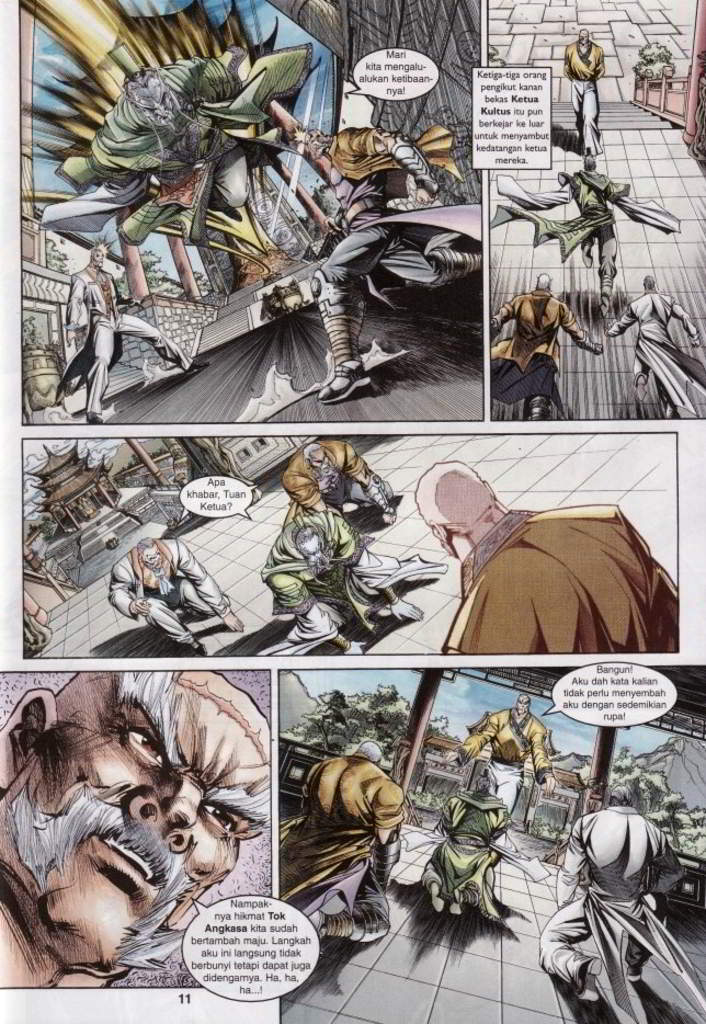 Mari
kita mengalu-
alukan ketibaan-
nya!
Ketiga-tiga orang
pengikut kanan
bekas Ketua
Kultus itu pun
berkejar ke luar
untuk menyambut
kedatangan ketua
mereka.
Apa
khabar, Tuan
Ketua?
Bangun!
Aku dah kata kalian
tidak perlu menyembah
aku dengan sedemikian
rupa!
Nampak-
nya hikmat Tok
Angkasa kita sudah
bertambah maju. Langkah
aku ini langsung tidak
berbunyi tetapi dapat juga
didengarnya. Ha, ha,
ha...!
11